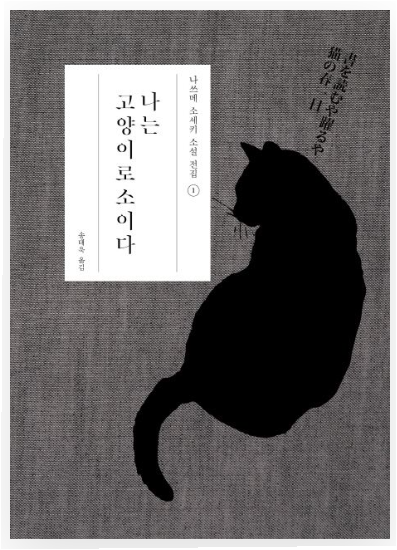 書を読むや躍るや
猫の春一日
나쓰메 소세키 소설 전집 ①
나는
고양이로소이다
송태욱 옮김